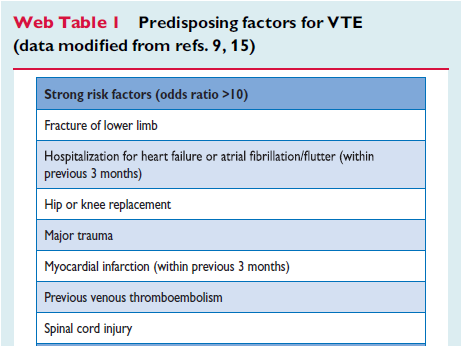 Web Table 1 Predisposing factors for VTE
(data modified from refs. 9, 15)
Strong risk factors (odds ratio >10)
Fracture of lower limb
Hospitalization for heart failure or atrial fibrillation/flutter (within
previous 3 months)
Hip or knee replacement
Major trauma
Myocardial infarction (within previous 3 months)
Previous venous thromboembolism
Spinal cord injury